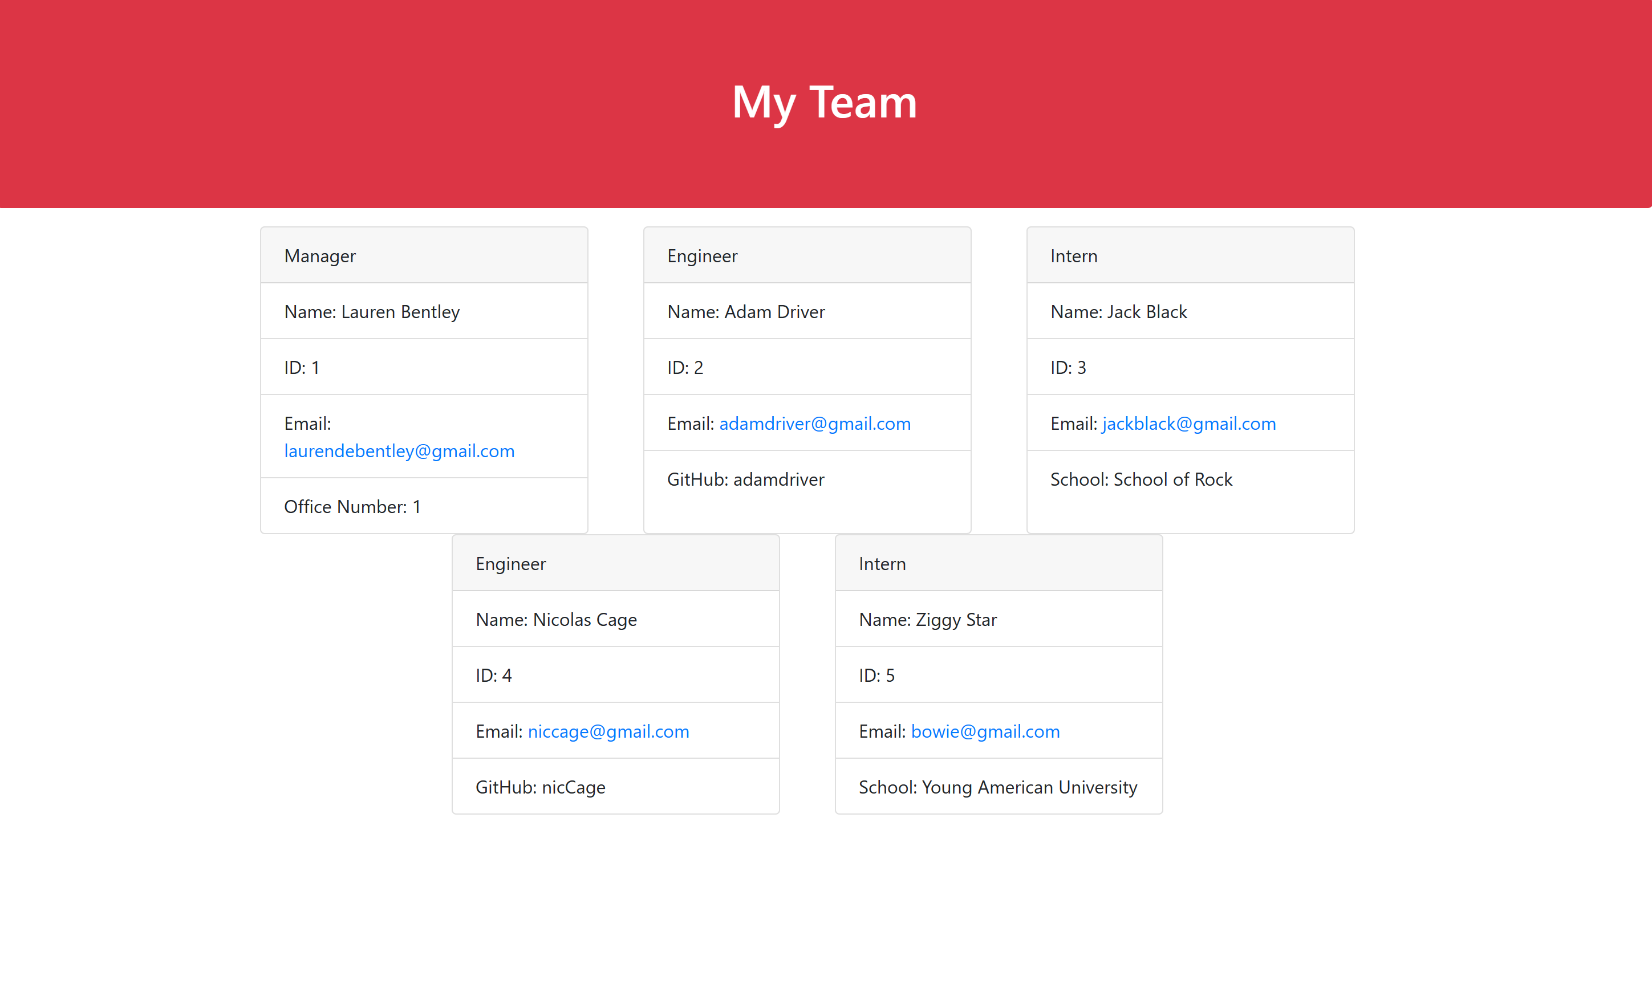 My Team
Manager
Name: Lauren Bentley
ID: 1
Email:
laurendebentley@gmail.com
Office Number: 1
Engineer
Name: Adam Driver
ID: 2
Email: adamdriver@gmail.com
GitHub: adamdriver
Intern
Name: Jack Black
ID: 3
Email: jackblack@gmail.com
School: School of Rock
Engineer
Name: Nicolas Cage
ID: 4
Email: niccage@gmail.com
GitHub: nicCage
Intern
Name: Ziggy Star
ID: 5
Email: bowie@gmail.com
School: Young American University